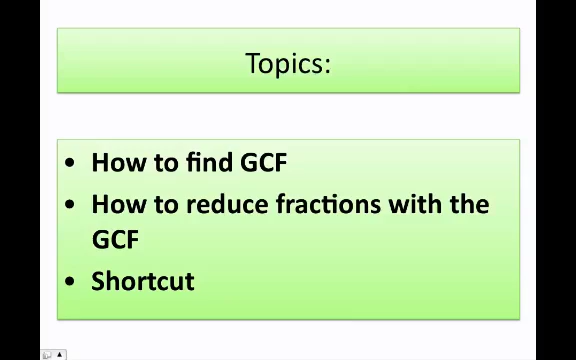 Topics:
• How to find GCF
• How to reduce fractions with the
GCF
• Shortcut